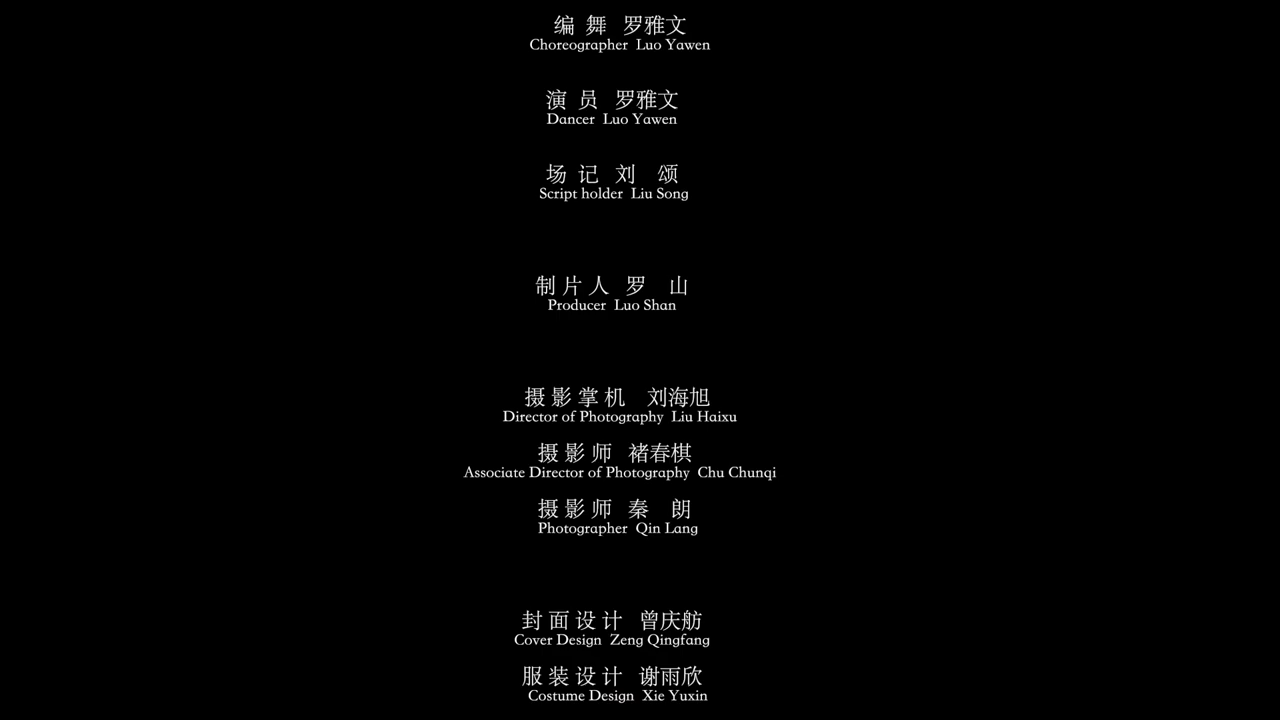 编 舞 罗雅文
Choreographer Luo Yawen
演 员 罗雅文
Dancer Luo Yawen
场 记 刘 颂
Script holder Liu Song
制 片 人 罗 山
Producer Luo Shan
摄 影 掌 机 刘海旭
Director of Photography Liu Haixu
摄 影 师 褚春棋
Associate Director of Photography Chu Chunqi
摄 影 师 秦 朗
Photographer Qin Lang
封 面 设 计 曾庆舫
Cover Design Zeng Qingfang
服 装 设 计 谢雨欣
Costume Design Xie Yuxin